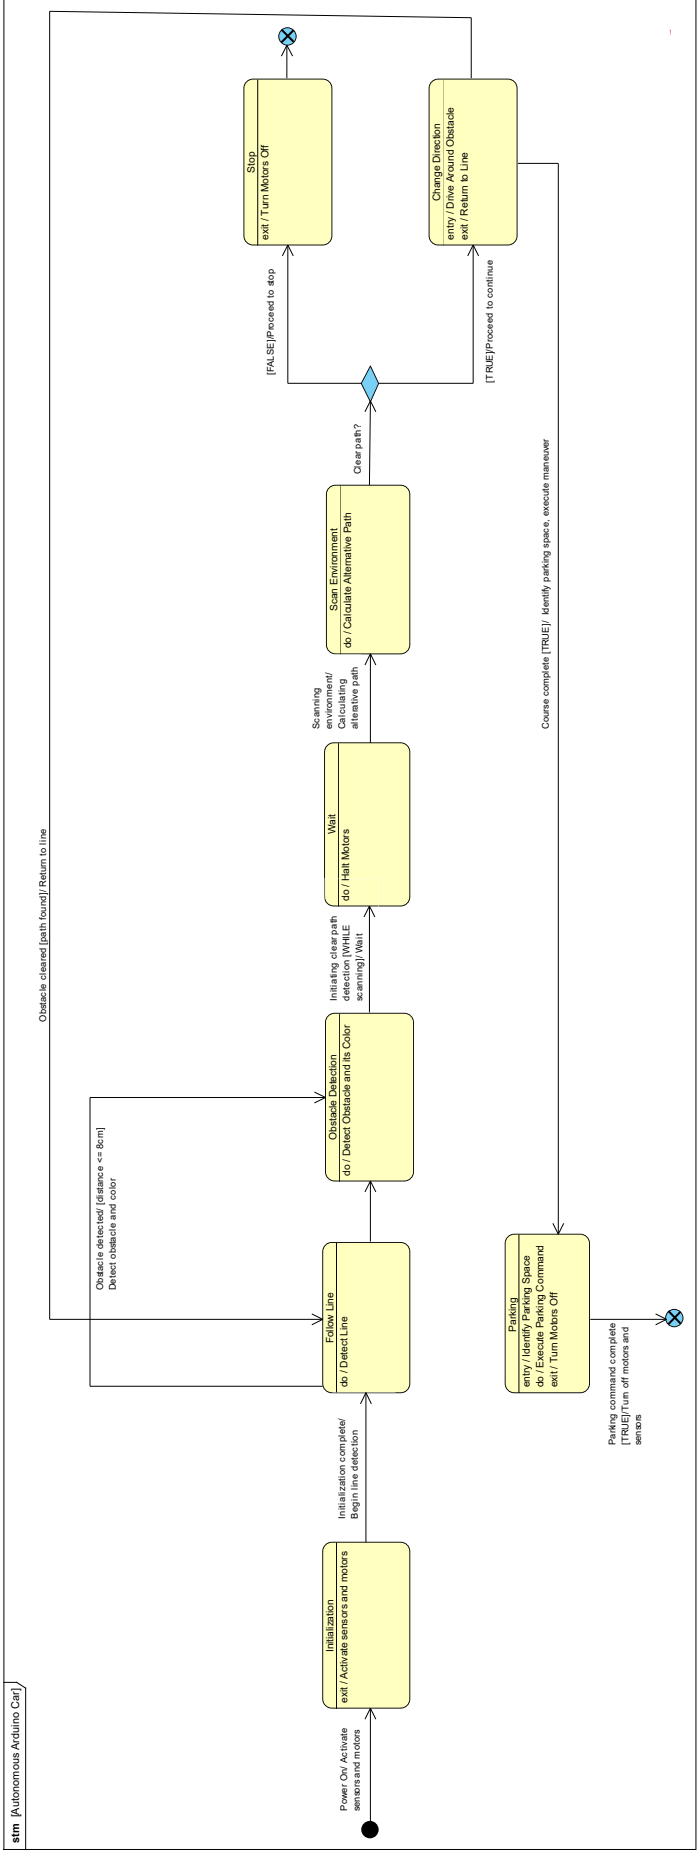 stm [Autonomous Arduino Car]
Power On/ Activate
sensors and motors
Initialization
exit / Activate sensors and motors
Initialization complete/
Begin line detection
Follow Line
do / Detect Line
Obstacle detected/ [distance <= 8cm]
Detect obstacle and color
Obstacle Detection
do / Detect Obstacle and its Color
Initiating clear path
detection [WHILE
scanning]/ Wait
Wait
do / Halt Motors
Scanning
environment/
Calculating
alterative path
Scan Environment
do / Calculate Alternative Path
Clear path?
[FALSE]/Proceed to stop
Stop
exit / Turn Motors Off
[TRUE]/Proceed to continue
Change Direction
entry / Drive Around Obstacle
exit / Return to Line
Obstacle cleared [path found]/ Return to line
Course complete [TRUE]/ Identify parking space, execute maneuver
Parking
entry / Identify Parking Space
do / Execute Parking Command
exit / Turn Motors Off
Parking command complete
[TRUE]/Turn off motors and
sensors